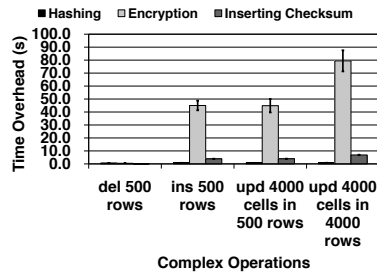 Hashing Encryption Inserting Checksum
Time Overhead (s)
100.0
90.0
80.0
70.0
60.0
50.0
40.0
30.0
20.0
10.0
0.0
del 500 rows
ins 500 rows
upd 4000 cells in 500 rows
upd 4000 cells in 4000 rows
Complex Operations